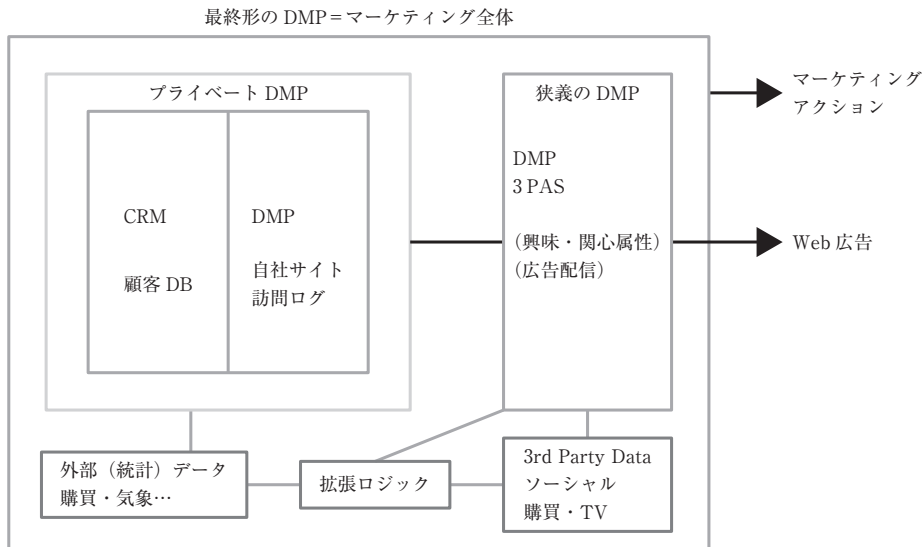 最終形の DMP=マーケティング全体
プライベート DMP
CRM
顧客 DB
DMP
自社サイト
訪問ログ
狭義の DMP
DMP
3 PAS
(興味・関心属性)
(広告配信)
マーケティング
アクション
Web 広告
外部(統計)データ
購買・気象…
拡張ロジック
3rd Party Data
ソーシャル
購買・TV